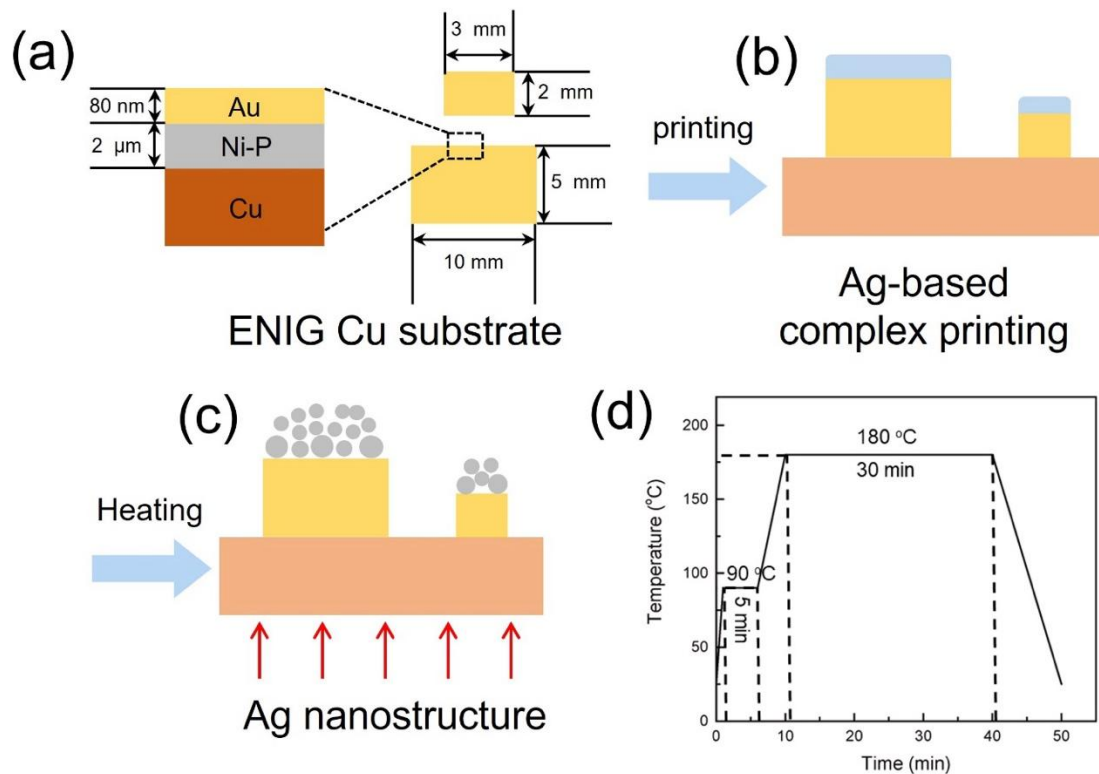 (a)
3 mm
2 mm
80 nm
Au
2 μm
Ni-P
Cu
5 mm
10 mm
ENIG Cu substrate
(b)
printing
Ag-based
complex printing
(c)
Heating
Ag nanostructure
(d)
Temperature (°C)
200
150
100
50
0
180 °C
30 min
90 °C
5 min
0
10
20
30
40
50
Time (min)